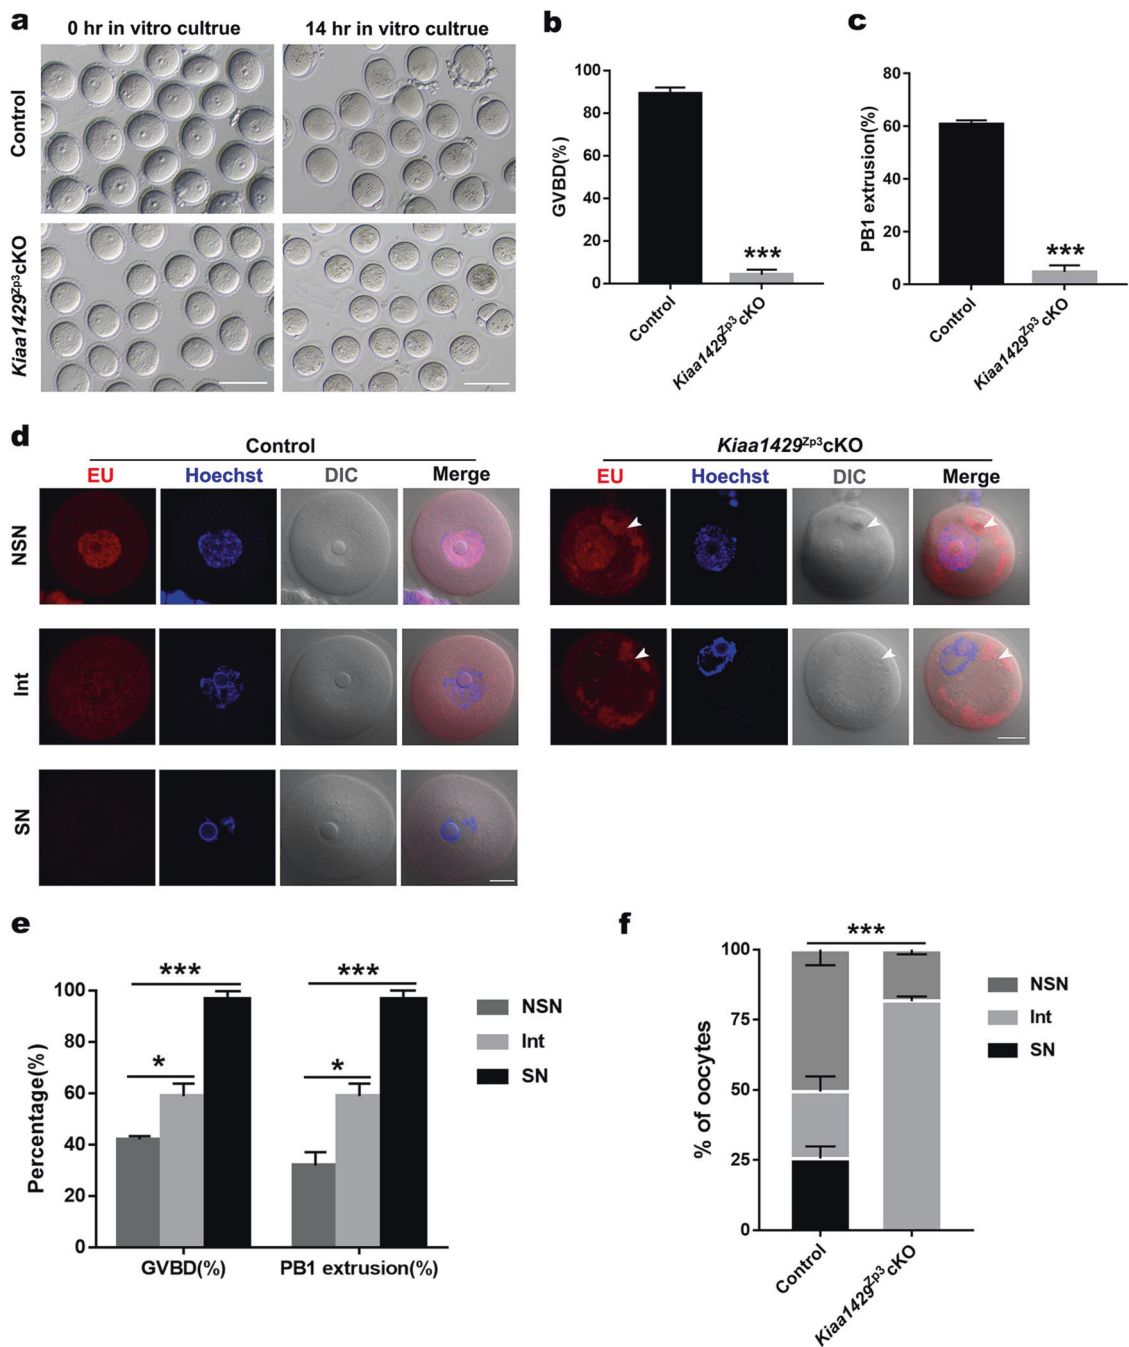 a
0 hr in vitro cultrue
14 hr in vitro cultrue
Control
Kiaa1429Zp3cKO
b
GVBD(%)
100
80
60
40
20
0
***
Control
Kiaa1429Zp3cKO
c
PB1 extrusion(%)
80
60
40
20
0
***
Control
Kiaa1429Zp3cKO
d
Control
Kiaa1429Zp3cKO
EU Hoechst DIC Merge
EU Hoechst DIC Merge
NSN
Int
SN
e
Percentage(%)
100
80
60
40
20
0
***
*
***
*
GVBD(%)
PB1 extrusion(%)
NSN
Int
SN
f
% of oocytes
100
75
50
25
0
***
Control
Kiaa1429Zp3cKO
NSN
Int
SN